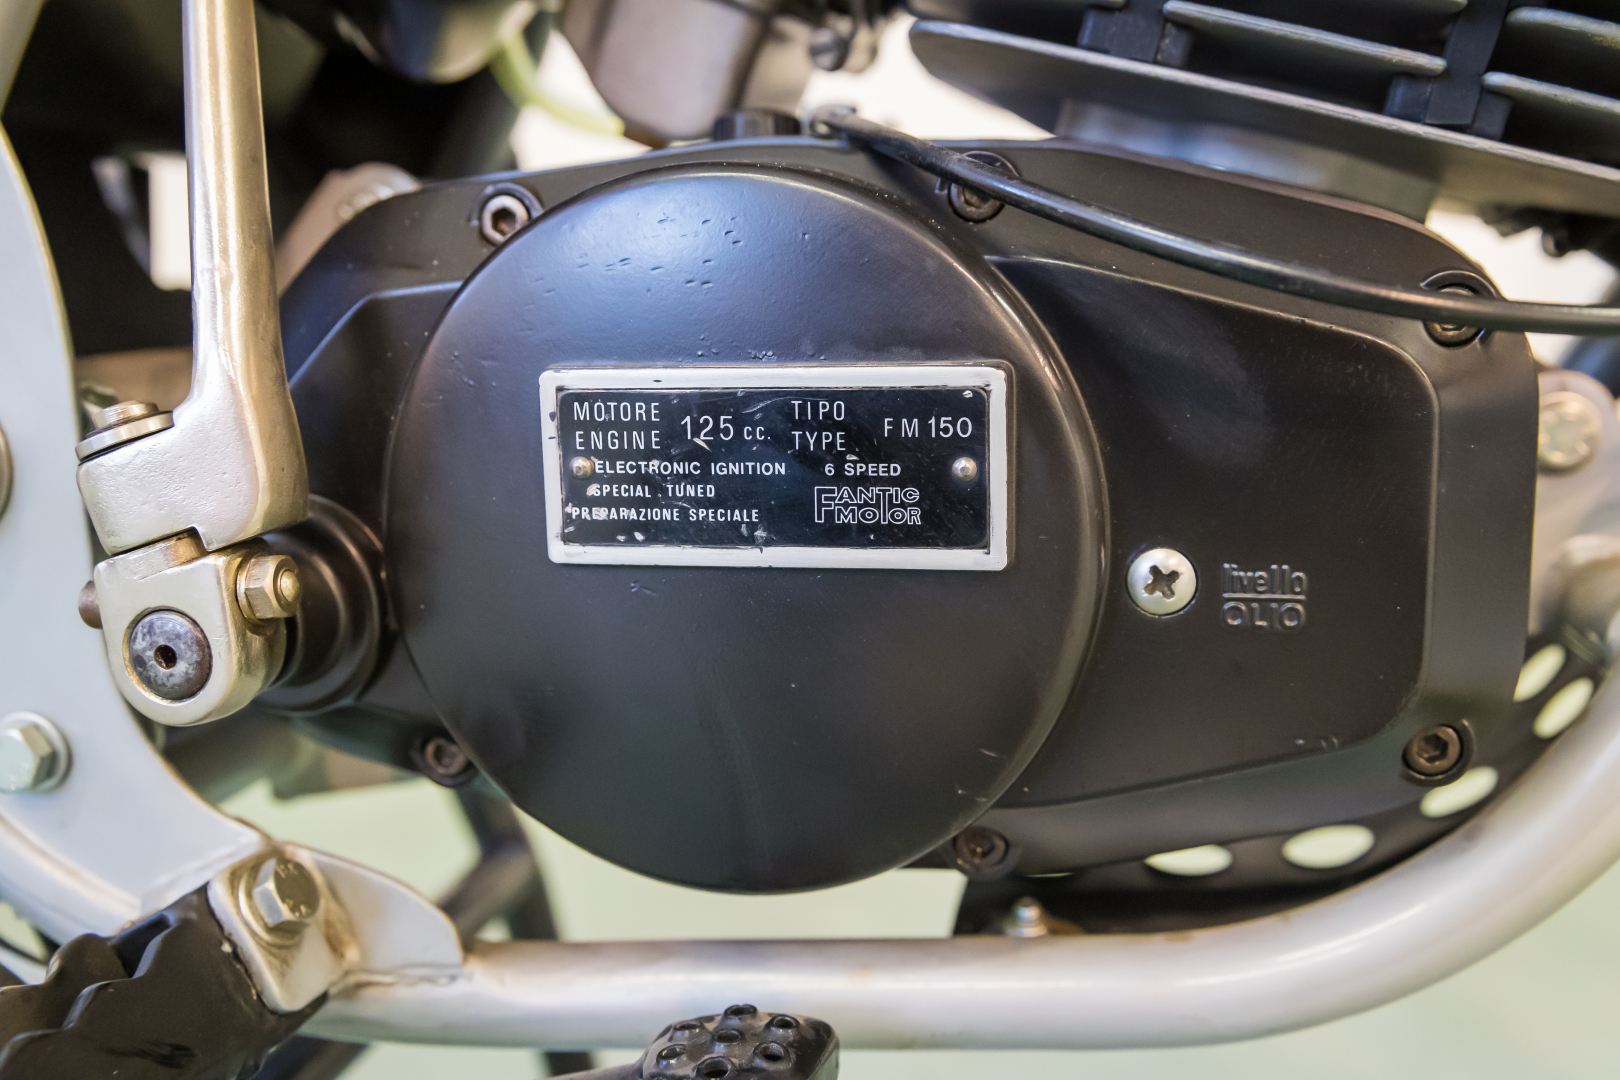 MOTORE
ENGINE
125 cc.
TIPO
TYPE
FM 150
ELECTRONIC IGNITION 6 SPEED
SPECIAL TUNED
PREPARAZIONE SPECIALE
FANTIC
MOTOR
livello
OLIO